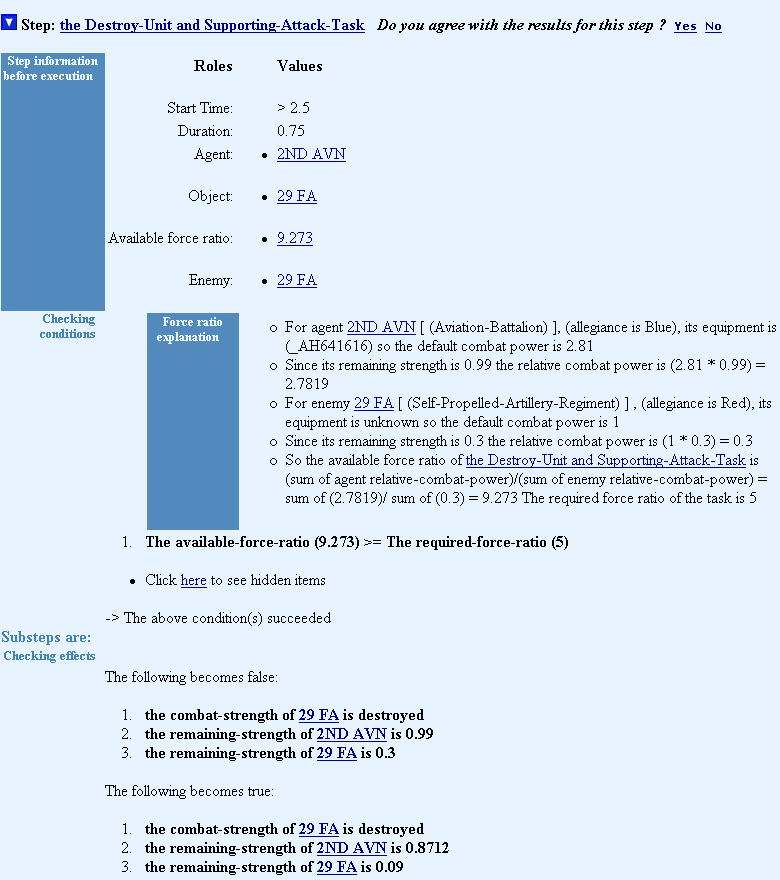 Step: the Destroy-Unit and Supporting-Attack-Task Do you agree with the results for this step ? Yes No
Step information
before execution
Roles Values
Start Time: > 2.5
Duration: 0.75
Agent: • 2ND AVN
Object: • 29 FA
Available force ratio: • 9.273
Enemy: • 29 FA
Checking
conditions
Force ratio
explanation
o For agent 2ND AVN [ (Aviation-Battalion) ], (allegiance is Blue), its equipment is
(_AH641616) so the default combat power is 2.81
o Since its remaining strength is 0.99 the relative combat power is (2.81 * 0.99) =
2.7819
o For enemy 29 FA [ (Self-Propelled-Artillery-Regiment) ] , (allegiance is Red), its
equipment is unknown so the default combat power is 1
o Since its remaining strength is 0.3 the relative combat power is (1 * 0.3) = 0.3
o So the available force ratio of the Destroy-Unit and Supporting-Attack-Task is
(sum of agent relative-combat-power)/(sum of enemy relative-combat-power) =
sum of (2.7819)/ sum of (0.3) = 9.273 The required force ratio of the task is 5
1. The available-force-ratio (9.273) >= The required-force-ratio (5)
• Click here to see hidden items
-> The above condition(s) succeeded
Substeps are:
Checking effects
The following becomes false:
1. the combat-strength of 29 FA is destroyed
2. the remaining-strength of 2ND AVN is 0.99
3. the remaining-strength of 29 FA is 0.3
The following becomes true:
1. the combat-strength of 29 FA is destroyed
2. the remaining-strength of 2ND AVN is 0.8712
3. the remaining-strength of 29 FA is 0.09